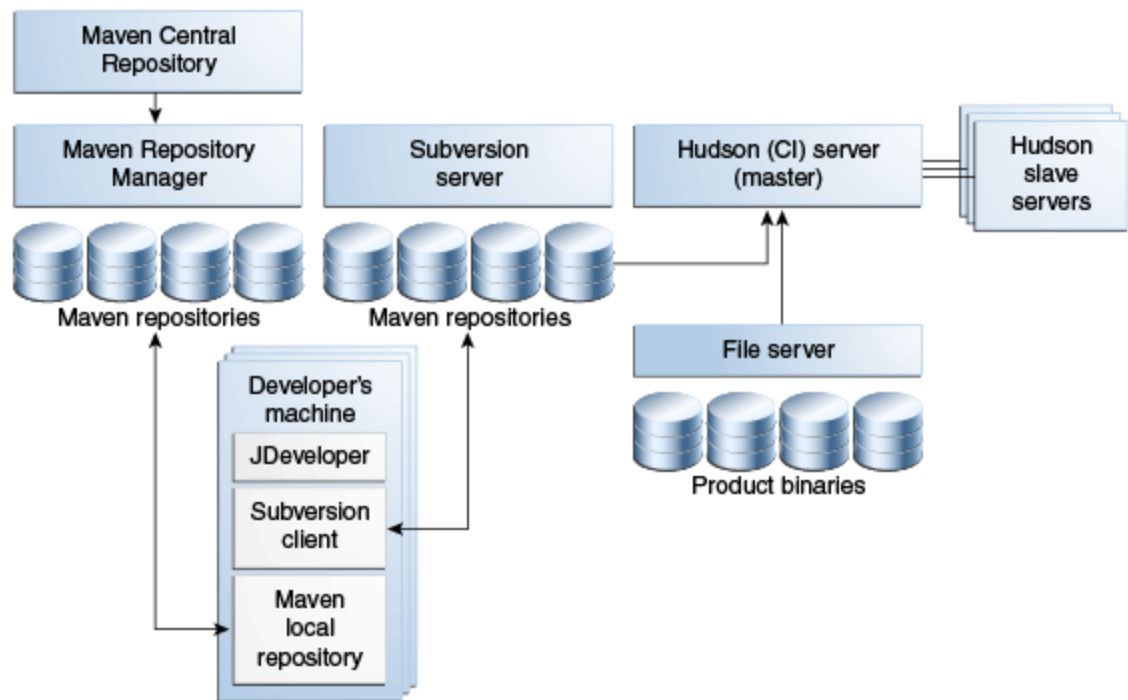 Maven Central
Repository
Maven Repository
Manager
Subversion
server
Hudson (CI) server
(master)
Hudson
slave
servers
Maven repositories
Maven repositories
File server
Product binaries
Developer's
machine
JDeveloper
Subversion
client
Maven
local
repository